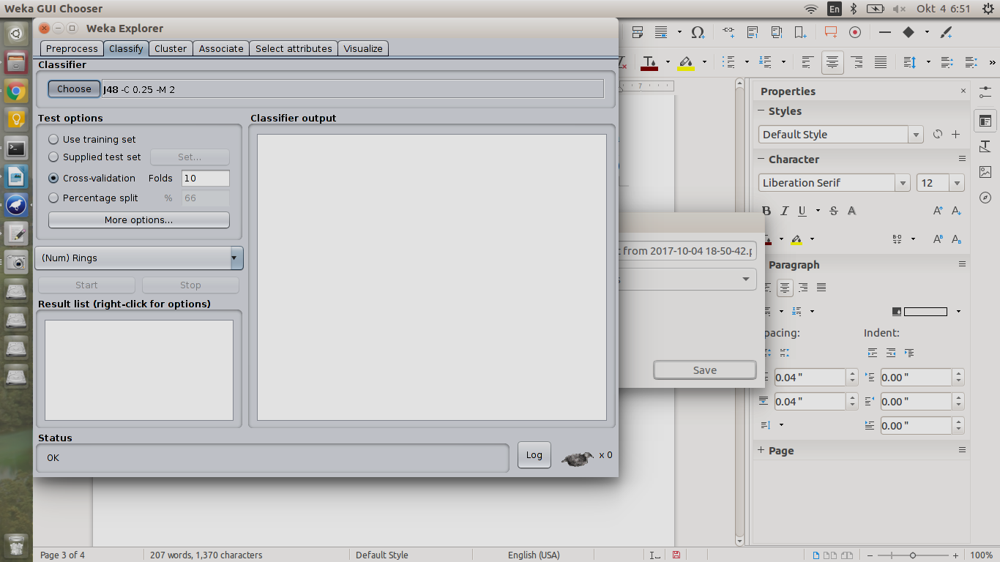 Weka GUI Chooser
En
Okt 4 6:51
Weka Explorer
Preprocess Classify Cluster Associate Select attributes Visualize
Classifier
Choose J48 -C 0.25 -M 2
Test options
Use training set
Supplied test set Set...
Cross-validation Folds 10
Percentage split % 66
More options...
(Num) Rings
Start Stop
Result list (right-click for options)
Classifier output
Status
OK
Log
x 0
7
from 2017-10-04 18-50-42.p
Save
Properties
Styles
Default Style
Character
Liberation Serif 12
B I U S A
Paragraph
pacing: Indent:
0.04 " 0.00 "
0.04 " 0.00 "
0.00 "
Page
Page 3 of 4 207 words, 1,370 characters Default Style English (USA) 100%